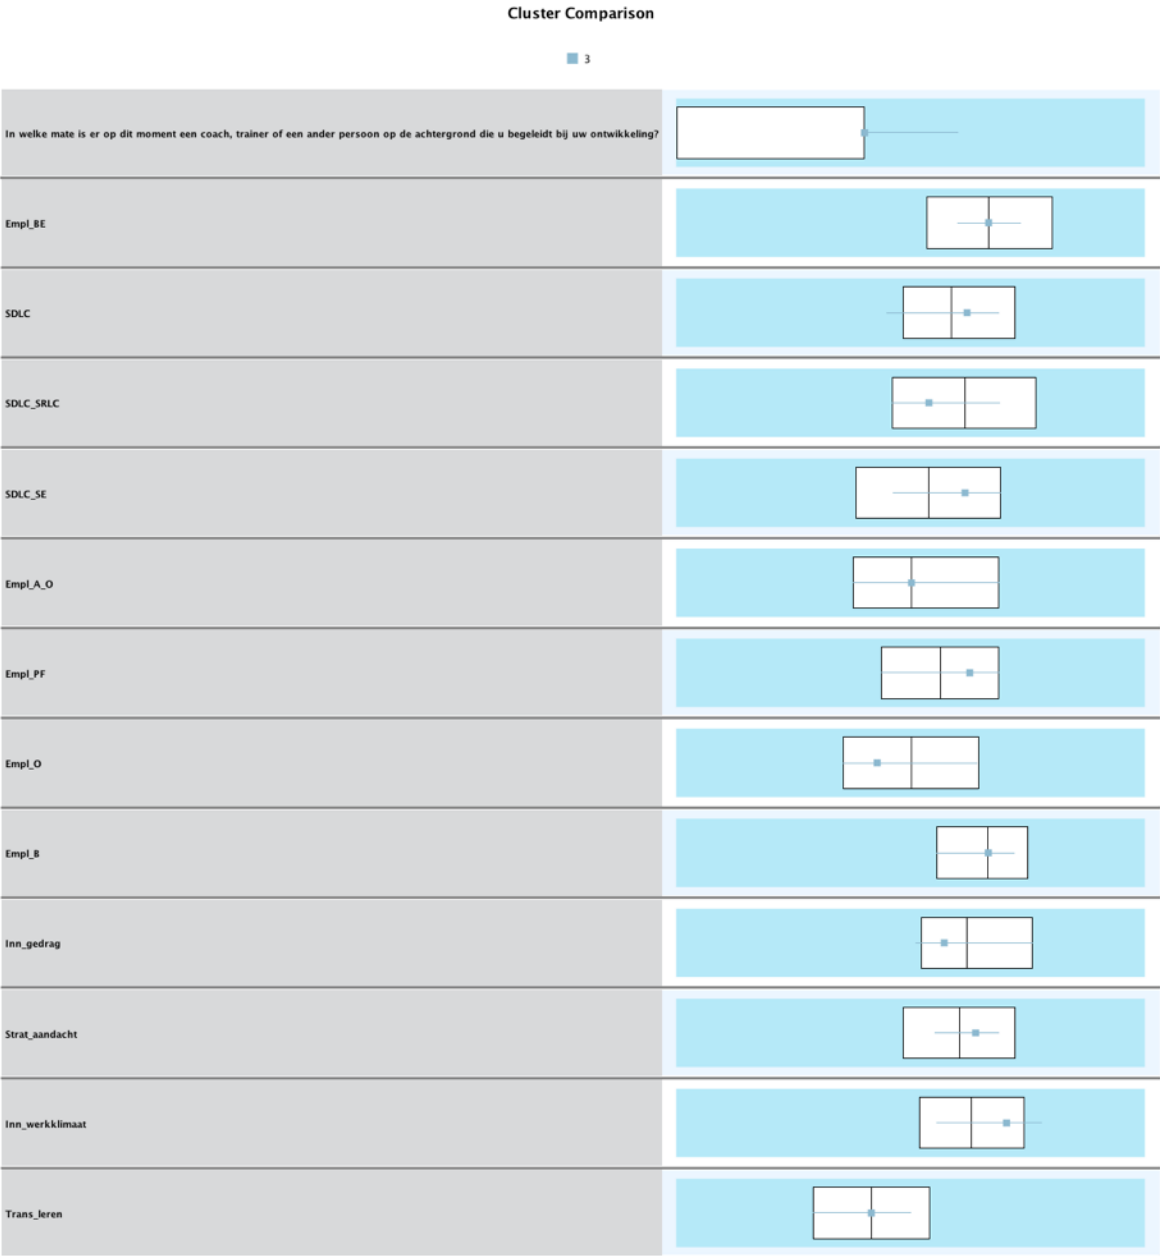 Cluster Comparison
3
In welke mate is er op dit moment een coach, trainer of een ander persoon op de achtergrond die u begeleidt bij uw ontwikkeling?
Empl_BE
SDLC
SDLC_SRLC
SDLC_SE
Empl_A_O
Empl_PF
Empl_O
Empl_B
Inn_gedrag
Strat_aandacht
Inn_werkklimaat
Trans_leren